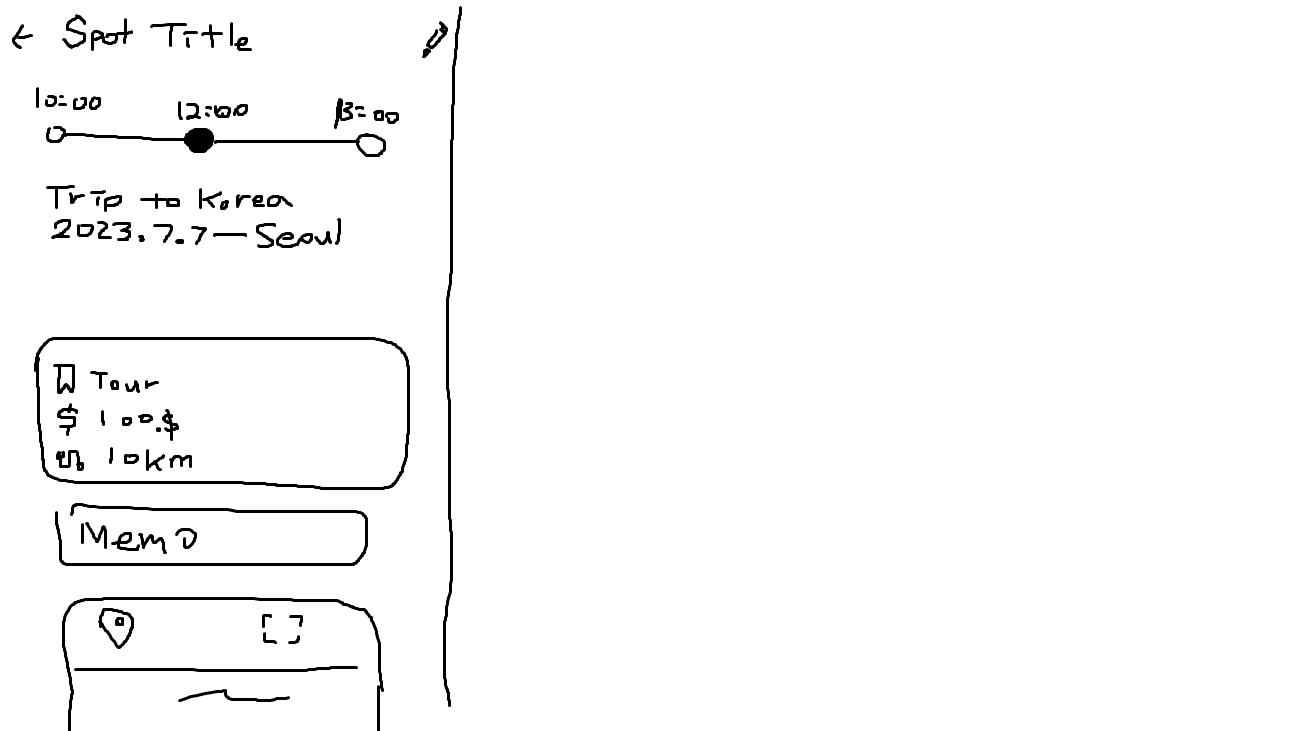 ← Spot Title
10:00 12:00 13:00
Trip to Korea
2023.7.7 — Seoul
Tour
$ 100.$
10km
Memo